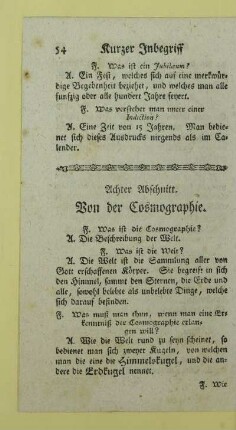 54 Kurzer Inbegriff
F. Was ist ein Jubilæum?
A. Ein Fest, welches sich auf eine merkwür-
dige Begebenheit beziehet, und welches man alle
funfzig oder alle hundert Jahre feyert.
F. Was verstehet man unter einer
Indiction?
A. Eine Zeit von 15 Jahren. Man bedie-
net sich dieses Ausdrucks nirgends als im Ca-
lender.
Achter Abschnitt.
Von der Cosmographie.
F. Was ist die Cosmographie?
A. Die Beschreibung der Welt.
F. Was ist die Welt?
A. Die Welt ist die Sammlung aller von
Gott erschaffenen Körper. Sie begreift in sich
den Himmel, sammt den Sternen, die Erde und
alle, sowohl belebte als unbelebte Dinge, welche
sich darauf befinden.
F. Was muß man thun, wenn man eine Er-
kenntniß der Cosmographie erlan-
gen will?
A. Wie die Welt rund zu seyn scheinet, so
bedienet man sich zweyer Kugeln, von welchen
man die eine die Himmelskugel, und die an-
dere die Erdkugel nennet.
F. Wie